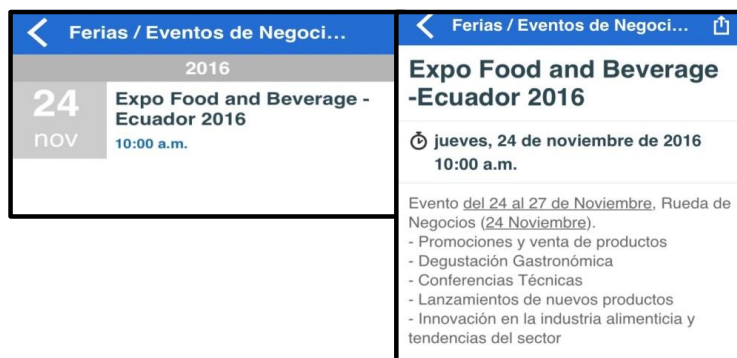 Ferias / Eventos de Negoci...
2016
24
nov
Expo Food and Beverage -
Ecuador 2016
10:00 a.m.
Ferias / Eventos de Negoci...
Expo Food and Beverage
-Ecuador 2016
jueves, 24 de noviembre de 2016
10:00 a.m.
Evento del 24 al 27 de Noviembre, Rueda de
Negocios (24 Noviembre).
- Promociones y venta de productos
- Degustación Gastronómica
- Conferencias Técnicas
- Lanzamientos de nuevos productos
- Innovación en la industria alimenticia y
tendencias del sector